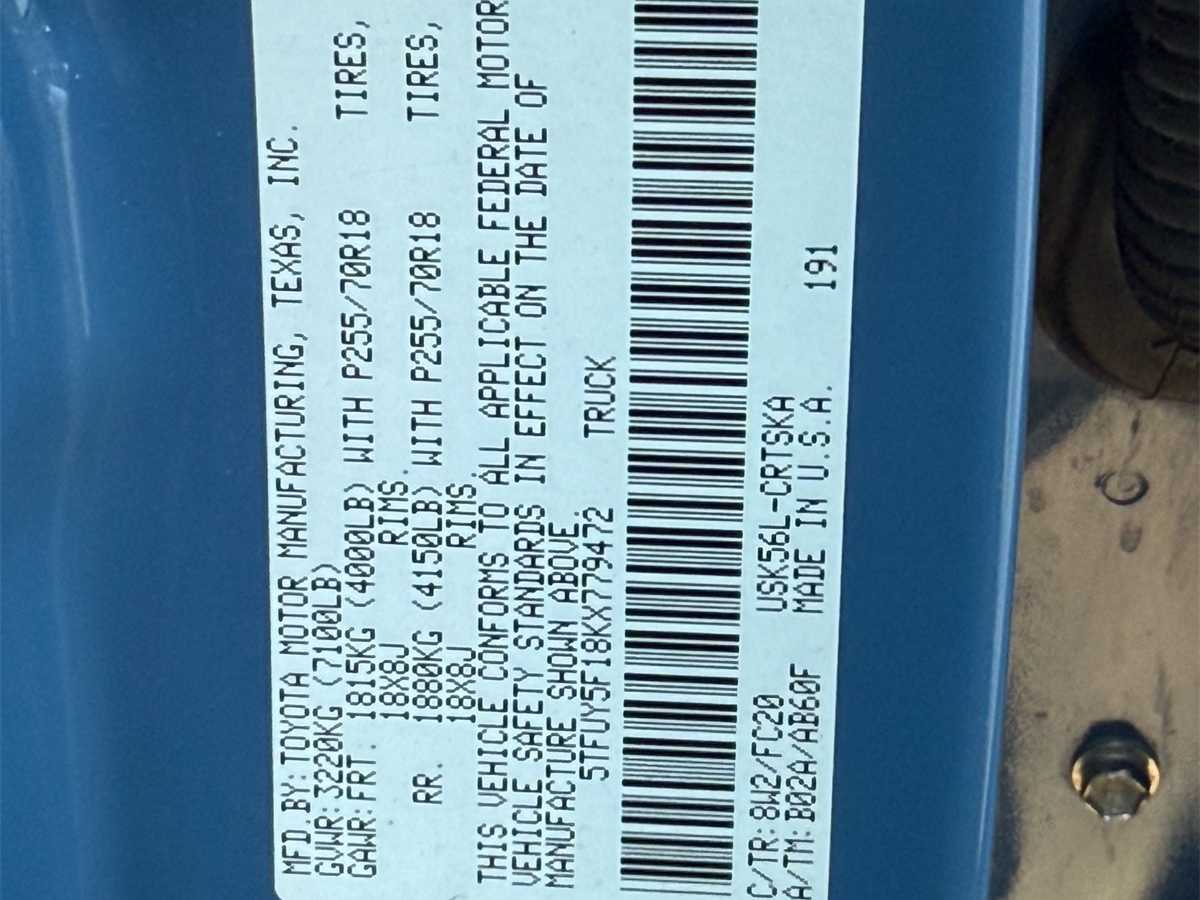 MFD.BY:TOYOTA MOTOR MANUFACTURING, TEXAS, INC.
GVWR:3220KG (7100LB)
GAWR:FRT. 1815KG (4000LB) WITH P255/70R18 TIRES,
18X8J RIMS.
RR. 1880KG (4150LB) WITH P255/70R18 TIRES,
18X8J RIMS.
THIS VEHICLE CONFORMS TO ALL APPLICABLE FEDERAL MOTOR
VEHICLE SAFETY STANDARDS IN EFFECT ON THE DATE OF
MANUFACTURE SHOWN ABOVE.
5TFUY5F18KX779472 TRUCK
C/TR:8W2/FC20 USK56L-CRTSKA
A/TM:B02A/AB60F MADE IN U.S.A. 191